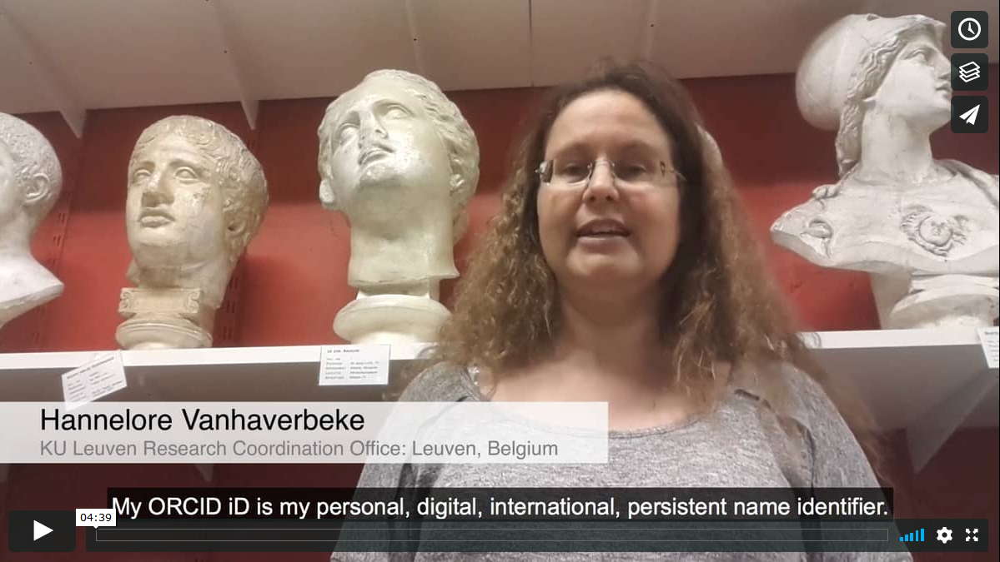 Hannelore Vanhaverbeke
KU Leuven Research Coordination Office: Leuven, Belgium
My ORCID iD is my personal, digital, international, persistent name identifier.
04:39